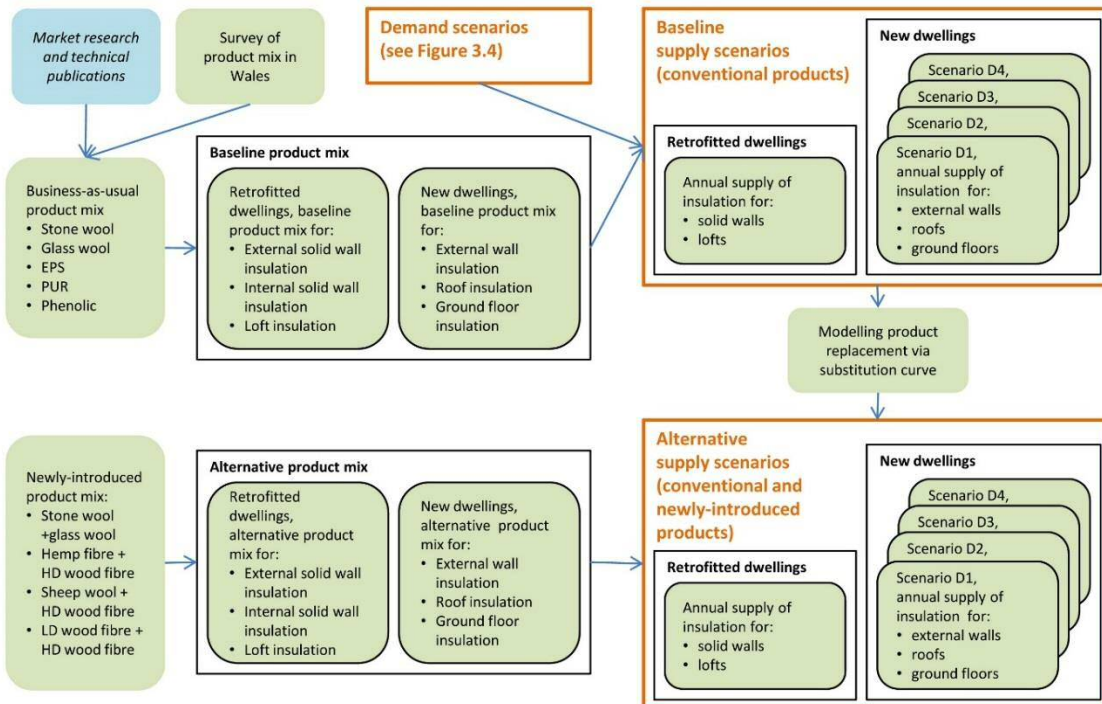 Market research
and technical
publications
Survey of
product mix in
Wales
Demand scenarios
(see Figure 3.4)
Baseline
supply scenarios
(conventional products)
New dwellings
Scenario D4,
Scenario D3,
Scenario D2,
Scenario D1,
annual supply of
insulation for:
• external walls
• roofs
• ground floors
Retrofitted dwellings
Annual supply of
insulation for:
• solid walls
• lofts
Business-as-usual
product mix
• Stone wool
• Glass wool
• EPS
• PUR
• Phenolic
Baseline product mix
Retrofitted
dwellings, baseline
product mix for:
• External solid wall
insulation
• Internal solid wall
insulation
• Loft insulation
New dwellings,
baseline product mix
for:
• External wall
insulation
• Roof insulation
• Ground floor
insulation
Modelling product
replacement via
substitution curve
Newly-introduced
product mix:
• Stone wool
+glass wool
• Hemp fibre +
HD wood fibre
• Sheep wool +
HD wood fibre
• LD wood fibre +
HD wood fibre
Alternative product mix
Retrofitted
dwellings,
alternative product
mix for:
• External solid wall
insulation
• Internal solid wall
insulation
• Loft insulation
New dwellings,
alternative product
mix for:
• External wall
insulation
• Roof insulation
• Ground floor
insulation
Alternative
supply scenarios
(conventional and
newly-introduced
products)
Retrofitted dwellings
Annual supply of
insulation for:
• solid walls
• lofts
New dwellings
Scenario D4,
Scenario D3,
Scenario D2,
Scenario D1,
annual supply of
insulation for:
• external walls
• roofs
• ground floors